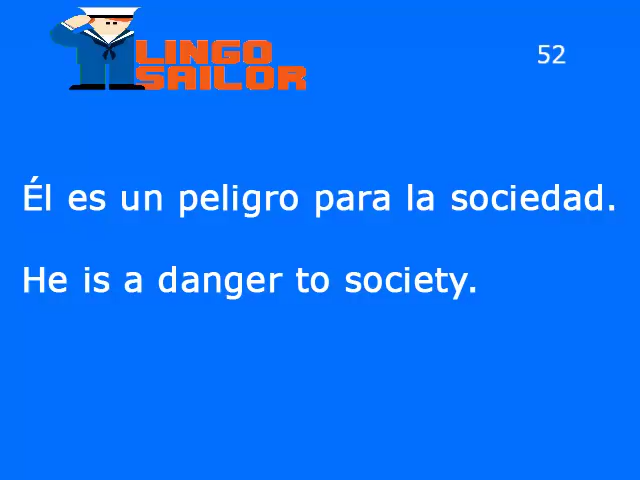 LINGO
SAILOR
52
Él es un peligro para la sociedad.
He is a danger to society.